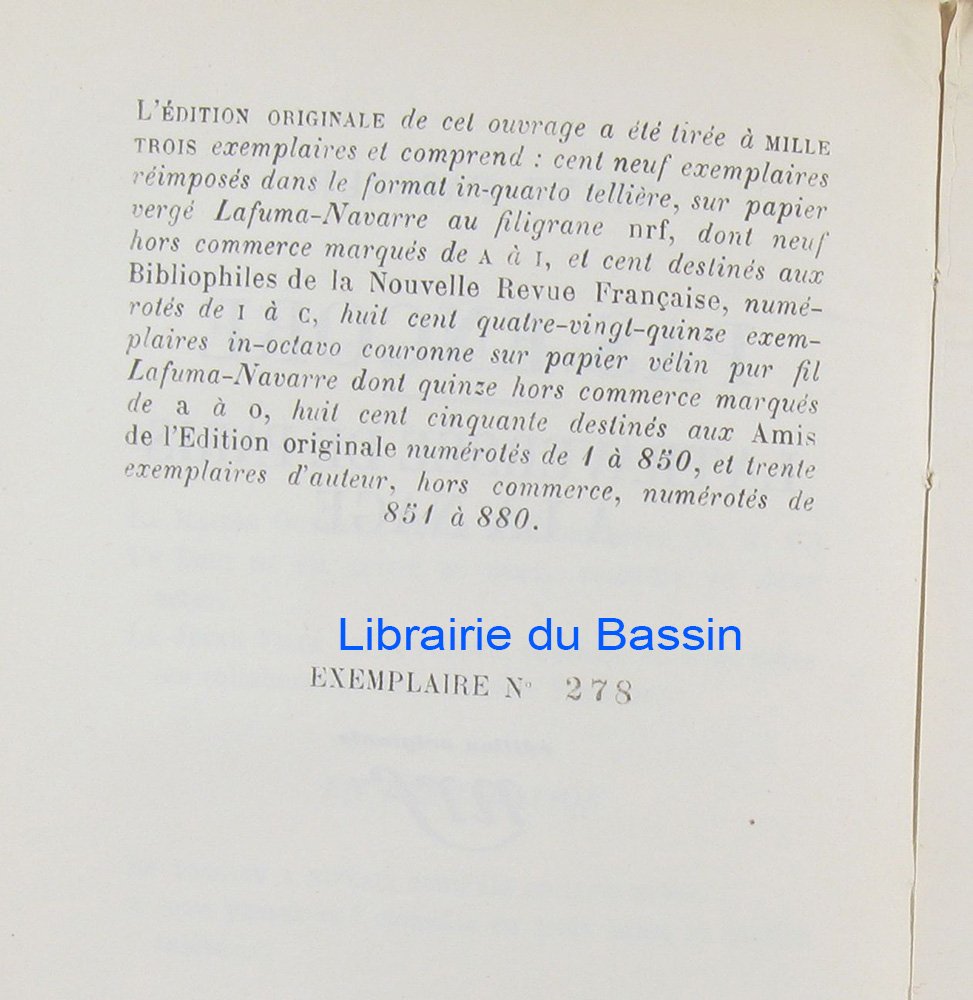 L'ÉDITION ORIGINALE de cet ouvrage a été tirée à MILLE
TROIS exemplaires et comprend : cent neuf exemplaires
réimposés dans le format in-quarto tellière, sur papier
vergé Lafuma-Navarre au filigrane nrf, dont neuf
hors commerce marqués de A à I, et cent destinés aux
Bibliophiles de la Nouvelle Revue Française, numé-
rotés de I à C, huit cent quatre-vingt-quinze exem-
plaires in-octavo couronne sur papier vélin pur fil
Lafuma-Navarre dont quinze hors commerce marqués
de a à o, huit cent cinquante destinés aux Amis
de l'Edition originale numérotés de 1 à 850, et trente
exemplaires d'auteur, hors commerce, numérotés de
851 à 880.
Librairie du Bassin
EXEMPLAIRE N° 278